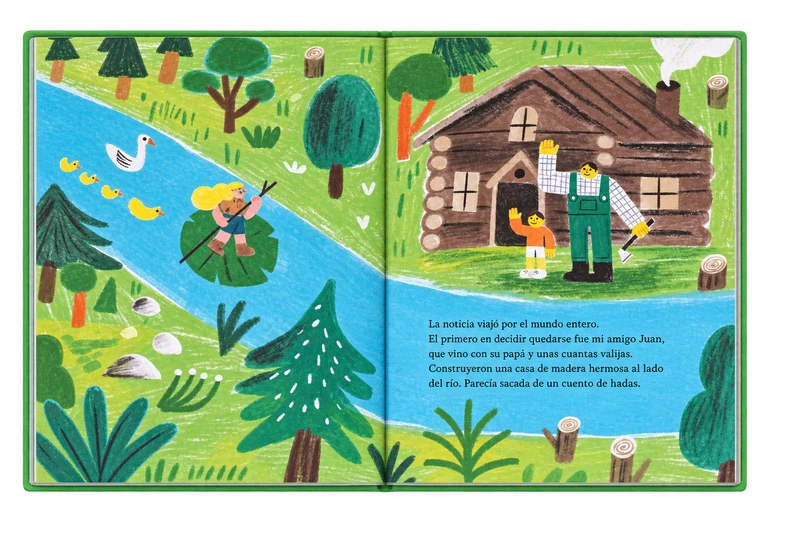 La noticia viajó por el mundo entero.
El primero en decidir quedarse fue mi amigo Juan,
que vino con su papá y unas cuantas valijas.
Construyeron una casa de madera hermosa al lado
del río. Parecía sacada de un cuento de hadas.